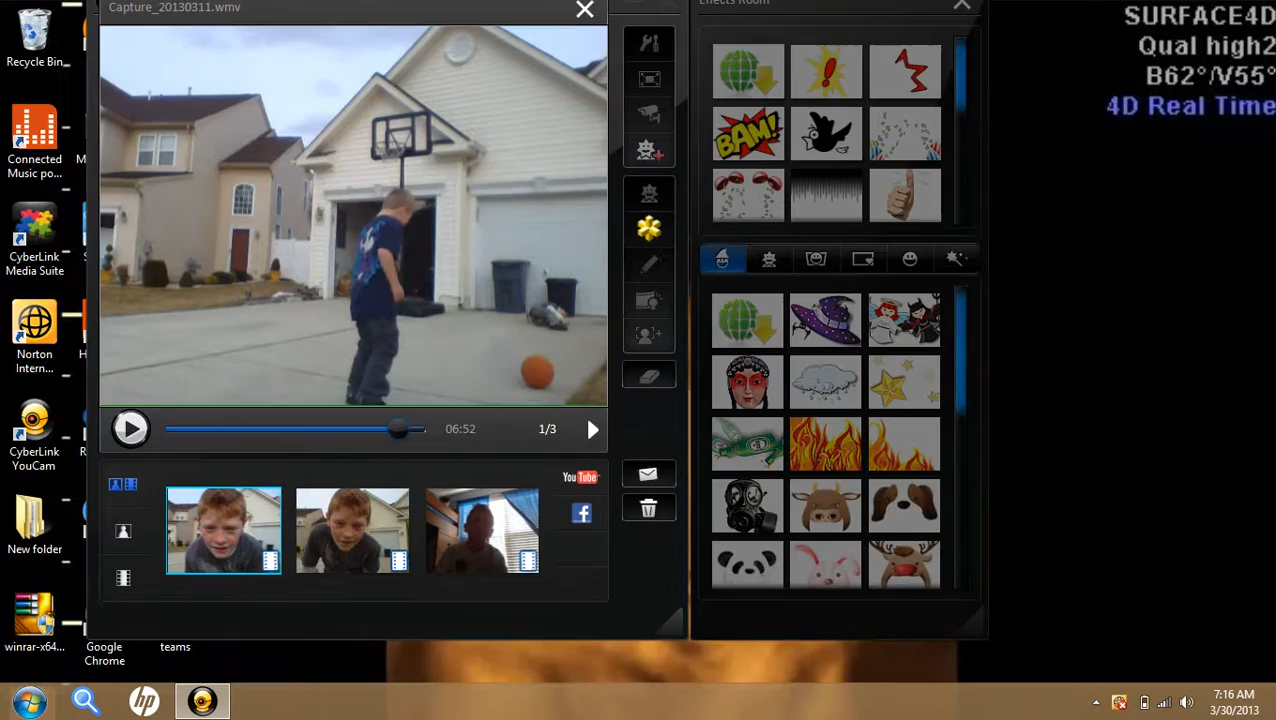 Capture_20130311.wmv
Effects Room
SURFACE4D
Qual high2
B62°/V55°
4D Real Time
Recycle Bin
Connected
Music po...
CyberLink
Media Suite
Norton
Intern...
CyberLink
YouCam
New folder
winrar-x64...
Google
Chrome
teams
BAM!
06:52
1/3
YouTube
f
hp
7:16 AM
3/30/2013